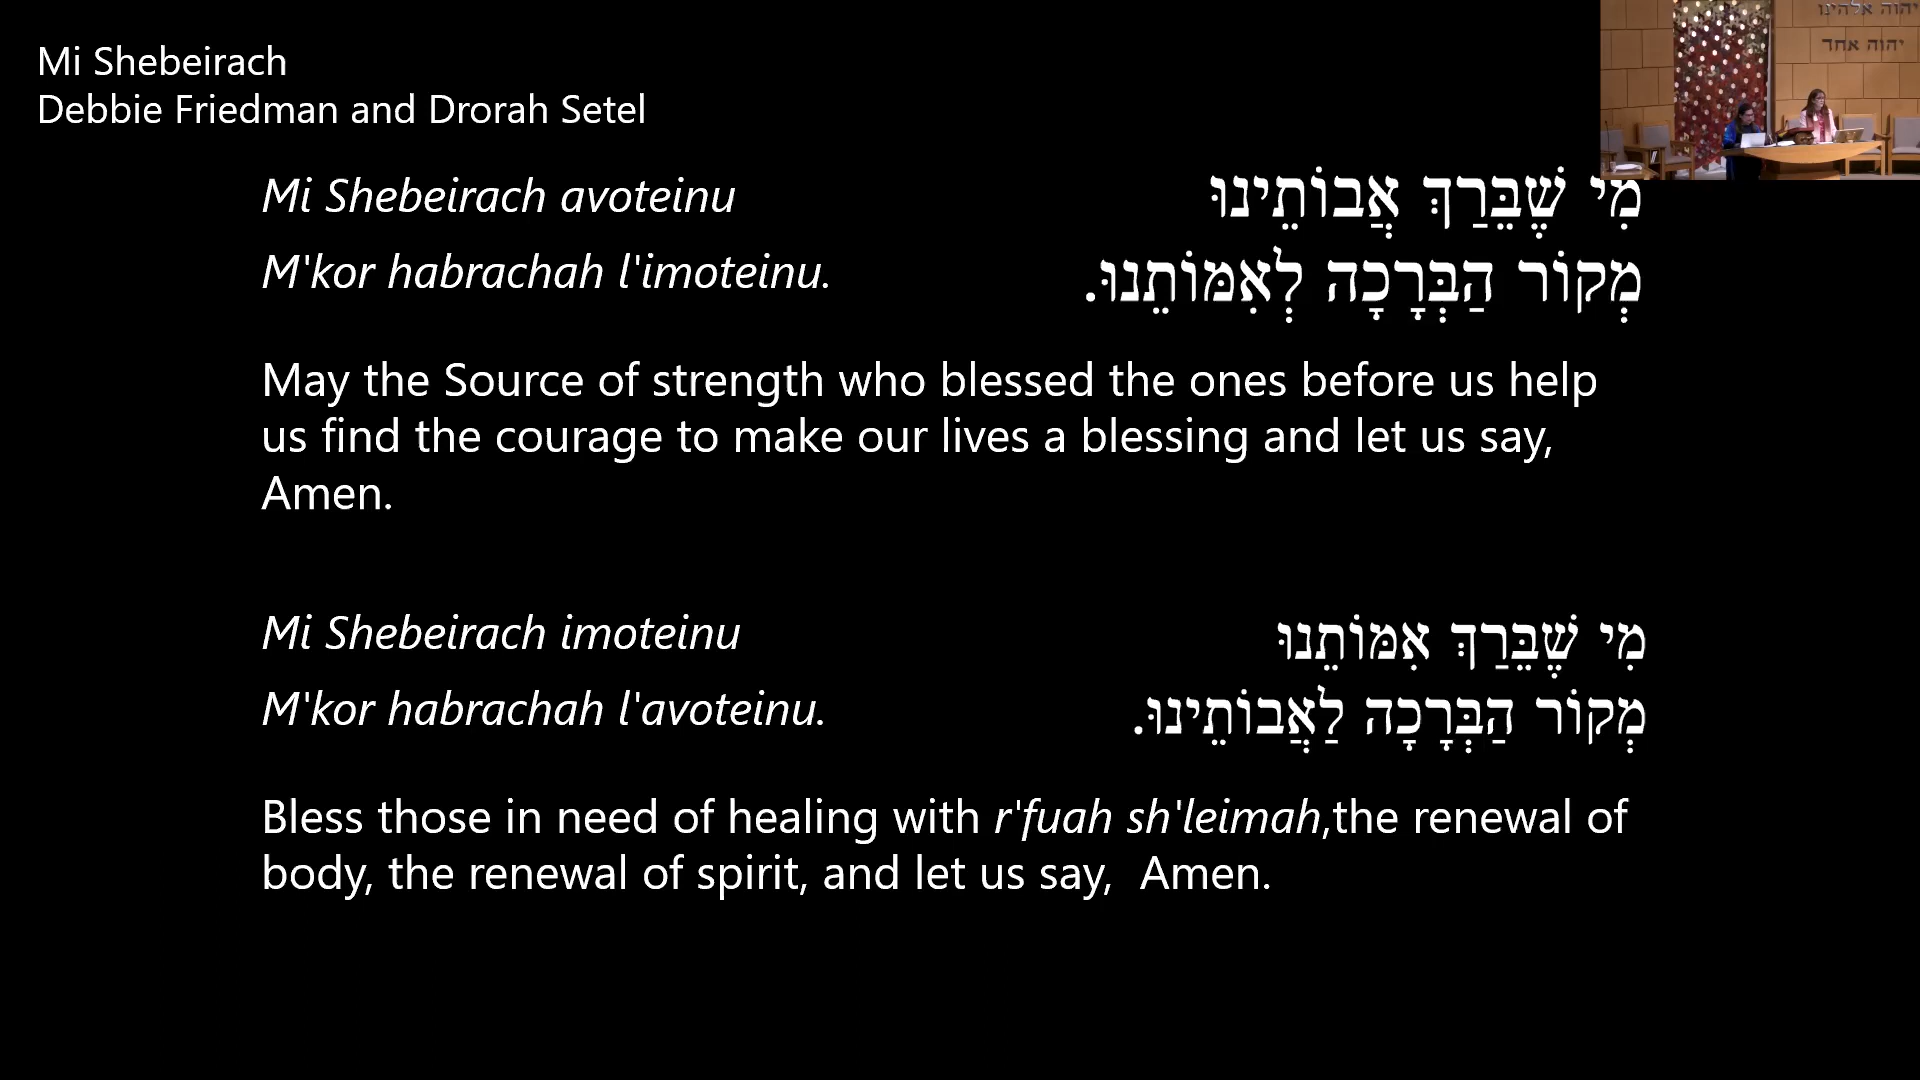 Mi Shebeirach
Debbie Friedman and Drorah Setel
יהוה אלהינו
יהוה אחד
Mi Shebeirach avoteinu
מִי שֶׁבֵּרַךְ אֲבוֹתֵינוּ
M'kor habrachah l'imoteinu.
מְקוֹר הַבְּרָכָה לְאִמּוֹתֵנוּ.
May the Source of strength who blessed the ones before us help
us find the courage to make our lives a blessing and let us say,
Amen.
Mi Shebeirach imoteinu
מִי שֶׁבֵּרַךְ אִמּוֹתֵנוּ
M'kor habrachah l'avoteinu.
מְקוֹר הַבְּרָכָה לַאֲבוֹתֵינוּ.
Bless those in need of healing with r'fuah sh'leimah,the renewal of
body, the renewal of spirit, and let us say,  Amen.